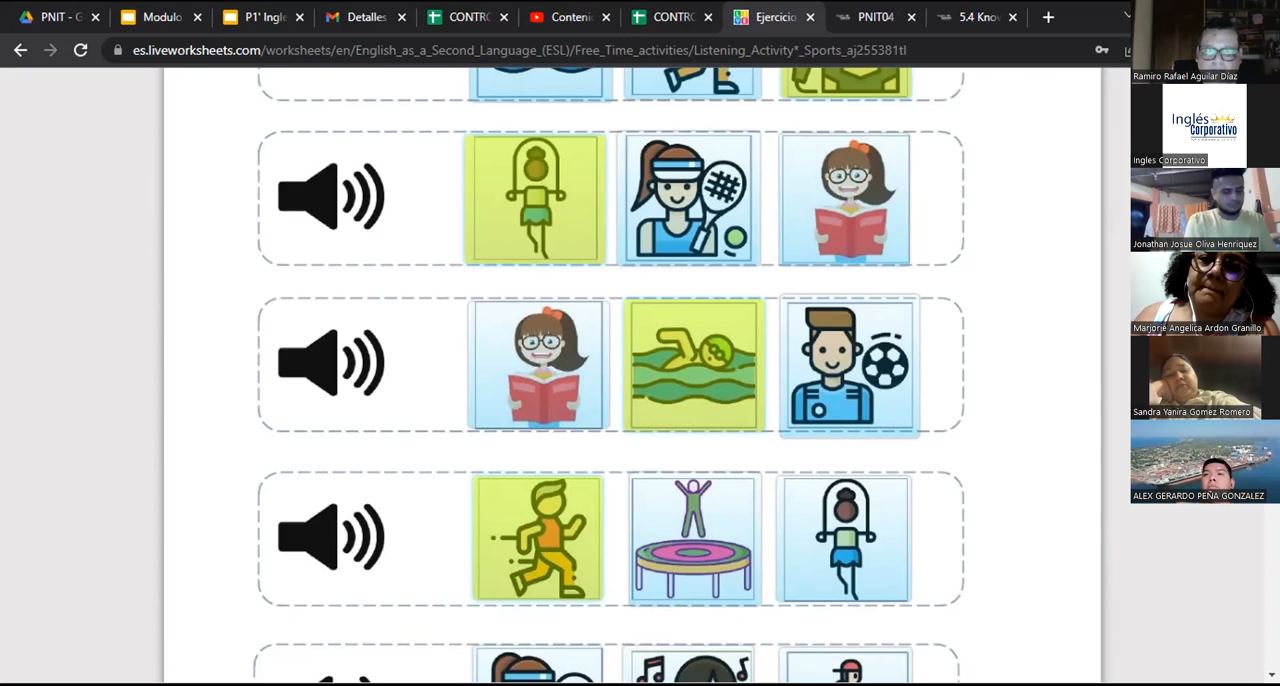 PNIT - G
Modulo
P1' Ingle
Detalles
CONTRO
Conteni
CONTRO
Ejercicio
PNIT04
5.4 Knov
es.liveworksheets.com/worksheets/en/English_as_a_Second_Language_(ESL)/Free_Time_activities/Listening_Activity*_Sports_aj255381tl
Ramiro Rafael Aguilar Díaz
Inglés
Corporativo
Ingles Corporativo
Jonathan Josue Oliva Henriquez
Marjorie Angelica Ardon Granillo
Sandra Yanira Gomez Romero
ALEX GERARDO PEÑA GONZALEZ